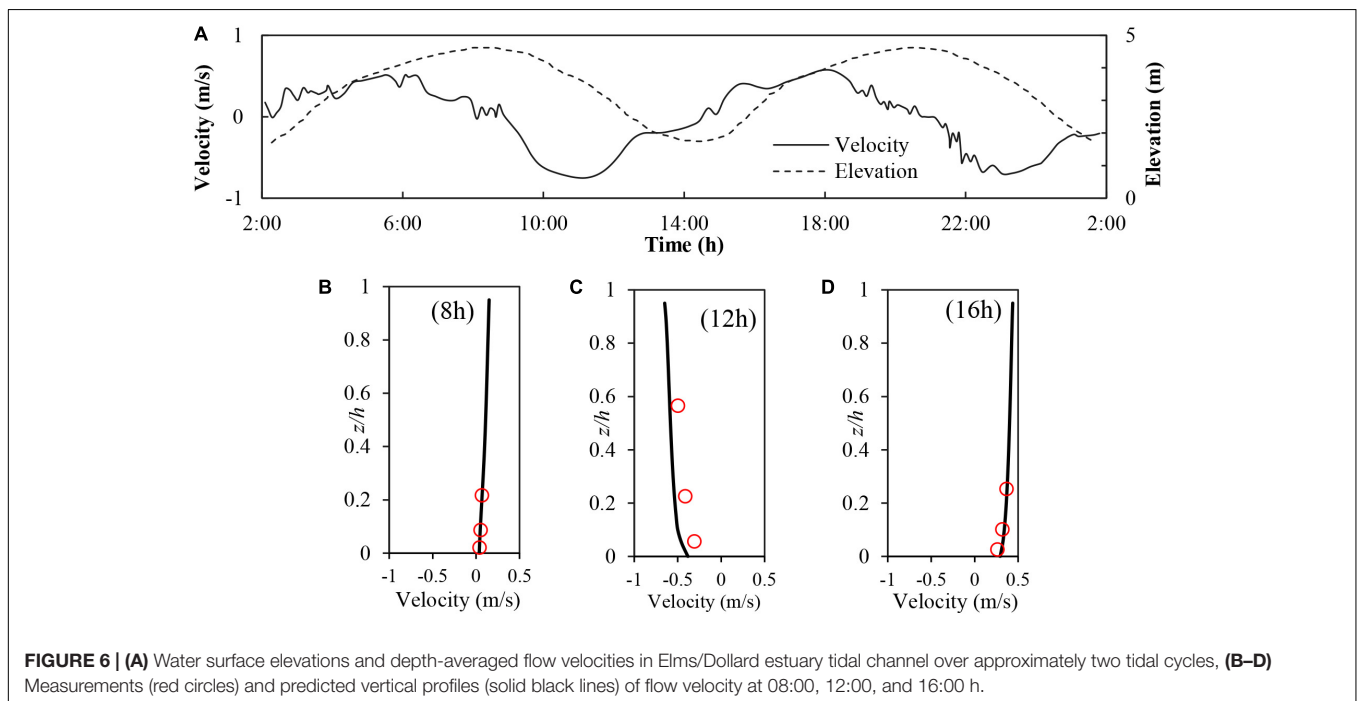 A
1
0
-1
Velocity (m/s)
5
0
Elevation (m)
Velocity
Elevation
2:00 6:00 10:00 14:00 18:00 22:00 2:00
Time (h)
B
1
0.8
0.6
0.4
0.2
0
z/h
(8h)
-1 -0.5 0 0.5
Velocity (m/s)
C
1
0.8
0.6
0.4
0.2
0
z/h
(12h)
-1 -0.5 0 0.5
Velocity (m/s)
D
1
0.8
0.6
0.4
0.2
0
z/h
(16h)
-1 -0.5 0 0.5
Velocity (m/s)
FIGURE 6 | (A) Water surface elevations and depth-averaged flow velocities in Elms/Dollard estuary tidal channel over approximately two tidal cycles, (B–D)
Measurements (red circles) and predicted vertical profiles (solid black lines) of flow velocity at 08:00, 12:00, and 16:00 h.